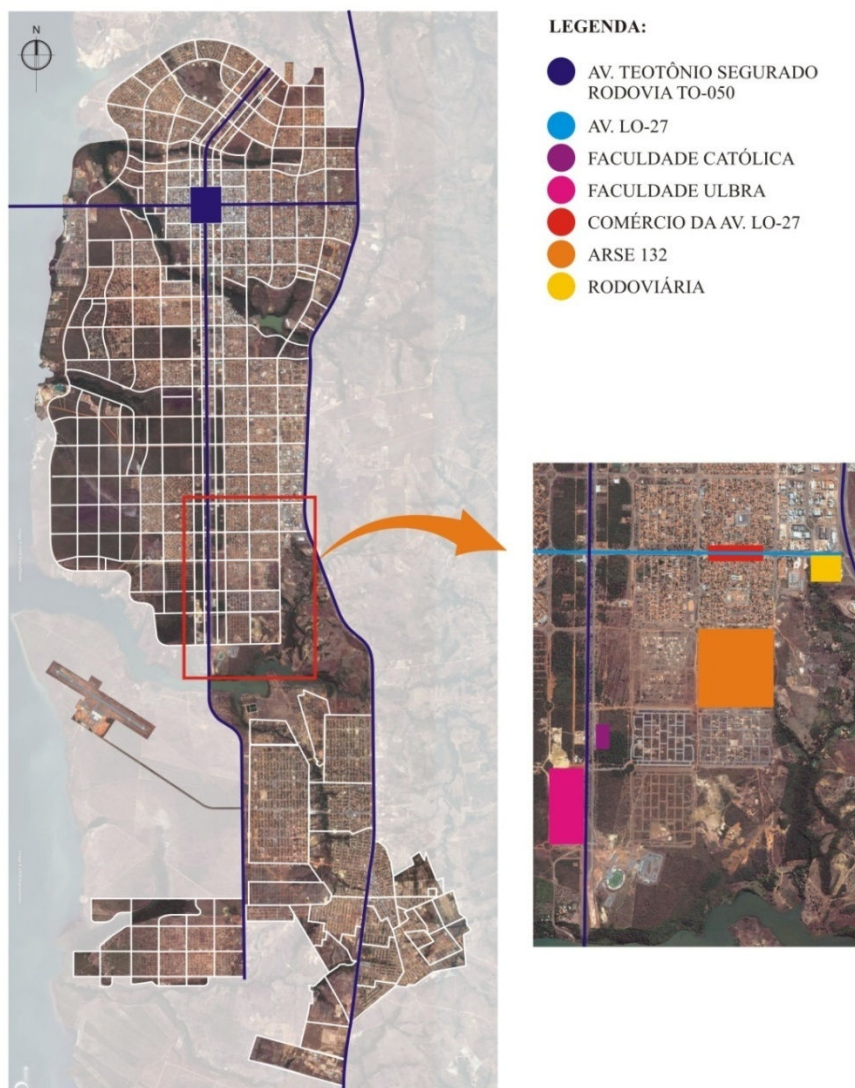 N
LEGENDA:
AV. TEOTÔNIO SEGURADO
RODOVIA TO-050
AV. LO-27
FACULDADE CATÓLICA
FACULDADE ULBRA
COMÉRCIO DA AV. LO-27
ARSE 132
RODOVIÁRIA